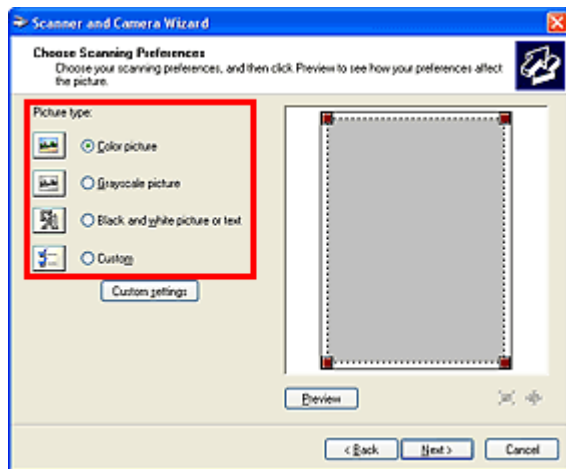 Scanner and Camera Wizard
Choose Scanning Preferences
Choose your scanning preferences, and then click Preview to see how your preferences affect
the picture.
Picture type:
Color picture
Grayscale picture
Black and white picture or text
Custom
Custom settings
Preview
< Back
Next >
Cancel